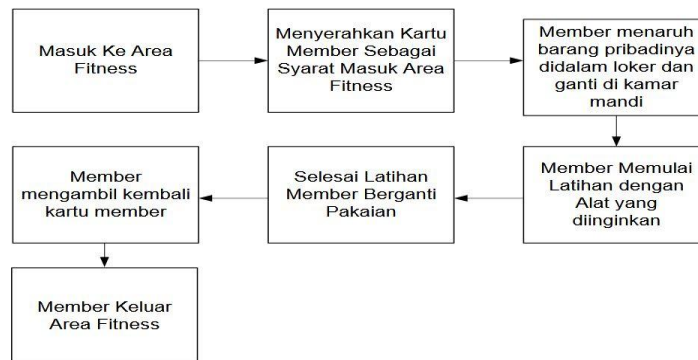 Masuk Ke Area
Fitness
Menyerahkan Kartu
Member Sebagai
Syarat Masuk Area
Fitness
Member menaruh
barang pribadinya
didalam loker dan
ganti di kamar
mandi
Member Memulai
Latihan dengan
Alat yang
diinginkan
Selesai Latihan
Member Berganti
Pakaian
Member
mengambil kembali
kartu member
Member Keluar
Area Fitness